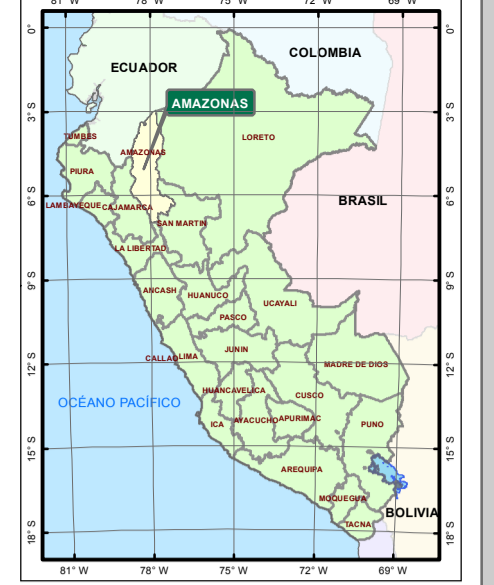 81° W 78° W 75° W 72° W 69° W
0°
COLOMBIA
ECUADOR
AMAZONAS
3° S 3° S
TUMBES
LORETO
AMAZONAS
PIURA
6° S 6° S
BRASIL
LAMBAYEQUE CAJAMARCA
SAN MARTIN
LA LIBERTAD
9° S 9° S
ANCASH
HUANUCO
UCAYALI
PASCO
JUNIN
CALLAO LIMA
12° S 12° S
MADRE DE DIOS
HUANCAVELICA
CUSCO
OCÉANO PACÍFICO
ICA AYACUCHO APURIMAC PUNO
15° S 15° S
AREQUIPA
MOQUEGUA
BOLIVIA
TACNA
18° S 18° S
0°
81° W 78° W 75° W 72° W 69° W